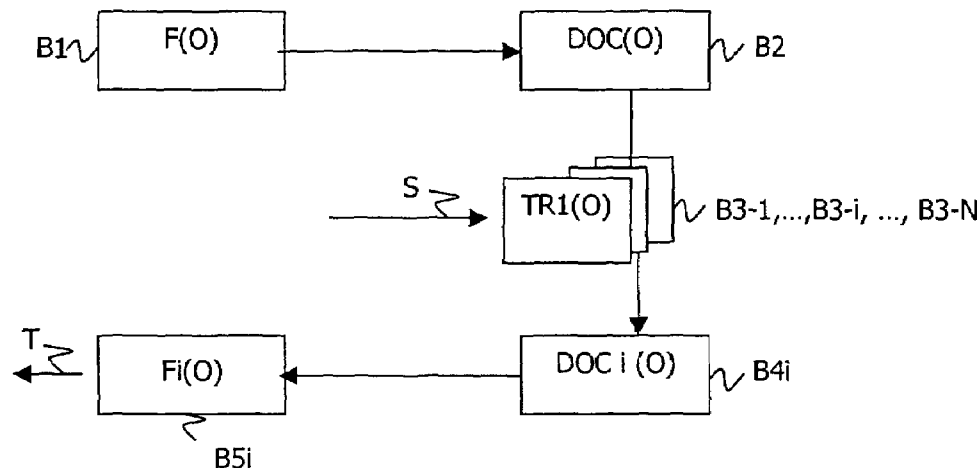 B1
F(O)
DOC(O)
B2
S
TR1(O)
B3-1,...,B3-i, ..., B3-N
T
Fi(O)
DOC i (O)
B4i
B5i